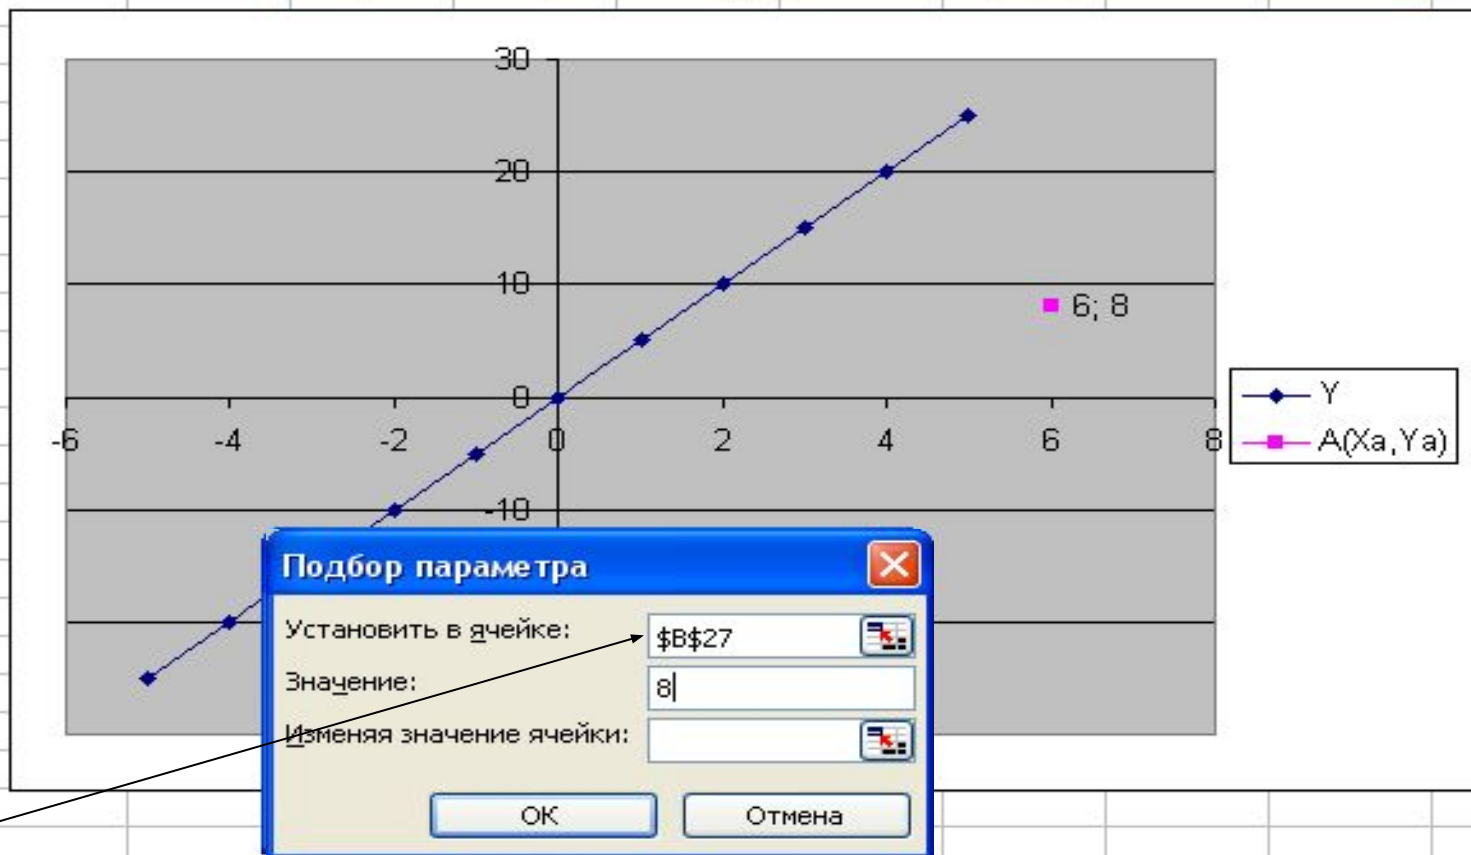 30
20
10
6; 8
0
-6 -4 -2 0 2 4 6 8
Y
A(Xa,Ya)
-10
Подбор параметра
Установить в ячейке: $B$27
Значение: 8
Изменяя значение ячейки:
ОК Отмена